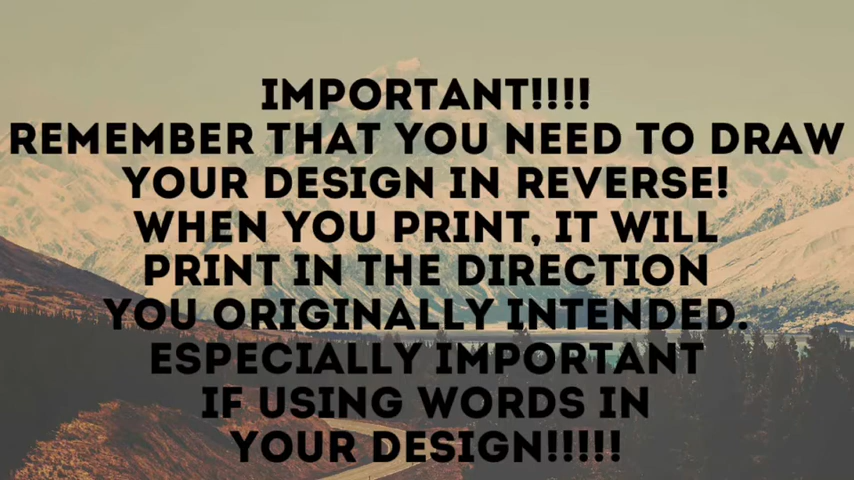 IMPORTANT!!!!
REMEMBER THAT YOU NEED TO DRAW
YOUR DESIGN IN REVERSE!
WHEN YOU PRINT, IT WILL
PRINT IN THE DIRECTION
YOU ORIGINALLY INTENDED.
ESPECIALLY IMPORTANT
IF USING WORDS IN
YOUR DESIGN!!!!!